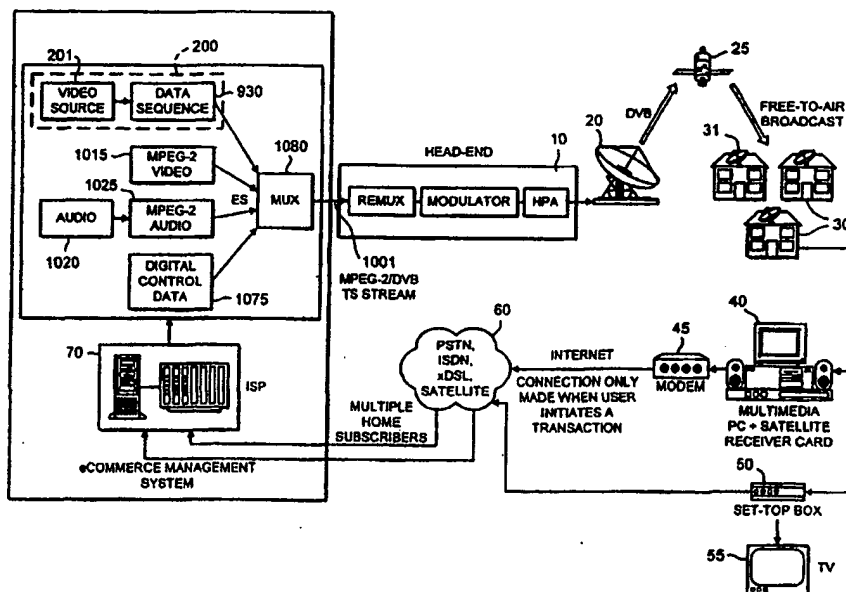 201
200
VIDEO
SOURCE
DATA
SEQUENCE
930
1015
MPEG-2
VIDEO
1025
AUDIO
MPEG-2
AUDIO
ES
1020
DIGITAL
CONTROL
DATA
1075
1080
MUX
HEAD-END
10
REMUX
MODULATOR
HPA
1001
MPEG-2/DVB
TS STREAM
20
DVB
25
FREE-TO-AIR
BROADCAST
31
30
70
ISP
eCOMMERCE MANAGEMENT
SYSTEM
MULTIPLE
HOME
SUBSCRIBERS
60
PSTN,
ISDN,
xDSL,
SATELLITE
INTERNET
CONNECTION ONLY
MADE WHEN USER
INITIATES A
TRANSACTION
45
MODEM
40
MULTIMEDIA
PC + SATELLITE
RECEIVER CARD
50
SET-TOP BOX
55
TV